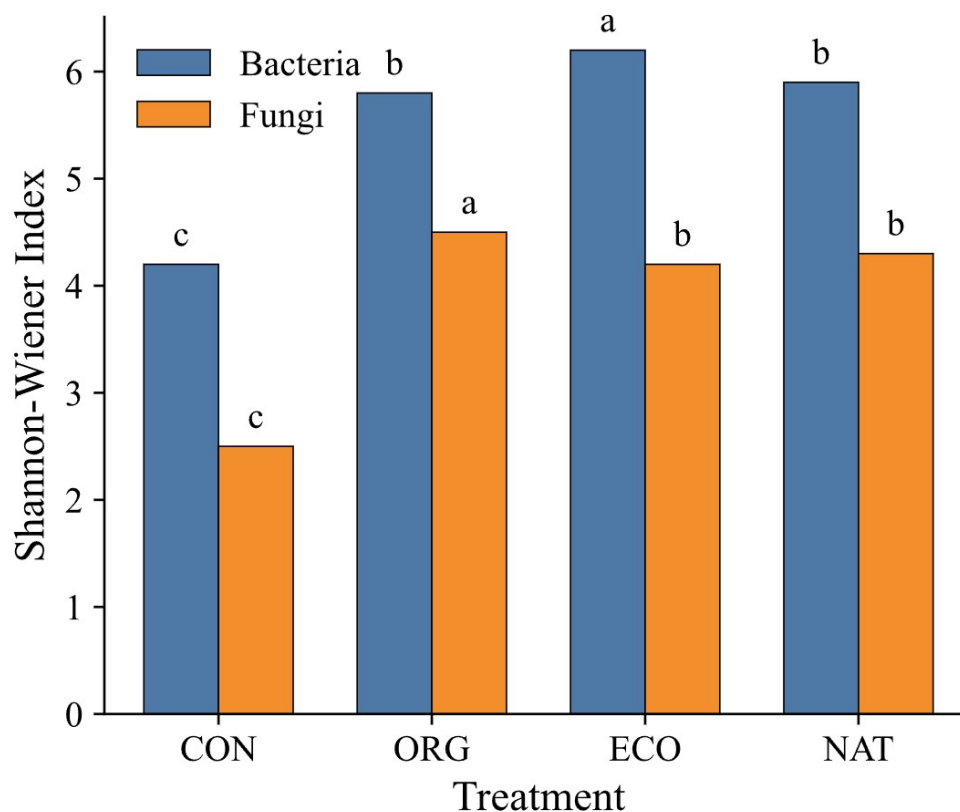 Bacteria
Fungi
b
a
b
c
a
b
b
c
6
5
4
3
2
1
0
Shannon-Wiener Index
CON ORG ECO NAT
Treatment